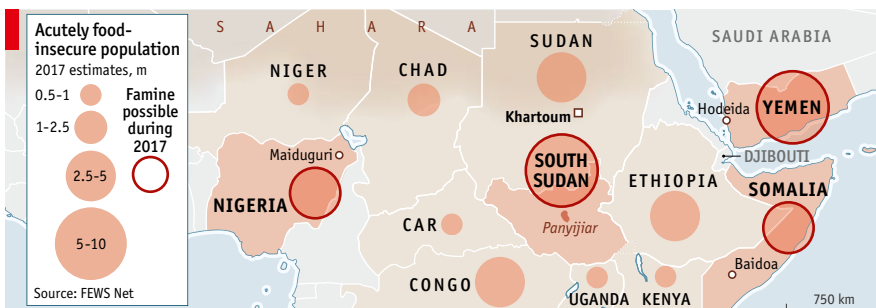 Acutely food-
insecure population
2017 estimates, m
0.5-1
1-2.5
2.5-5
5-10
Famine
possible
during
2017
Source: FEWS Net
S A H A R A
NIGER
CHAD
SUDAN
SAUDI ARABIA
Khartoum
Hodeida
YEMEN
Maiduguri
DJIBOUTI
NIGERIA
SOUTH
SUDAN
ETHIOPIA
SOMALIA
CAR
Panyijiar
Baidoa
CONGO
UGANDA
KENYA
750 km